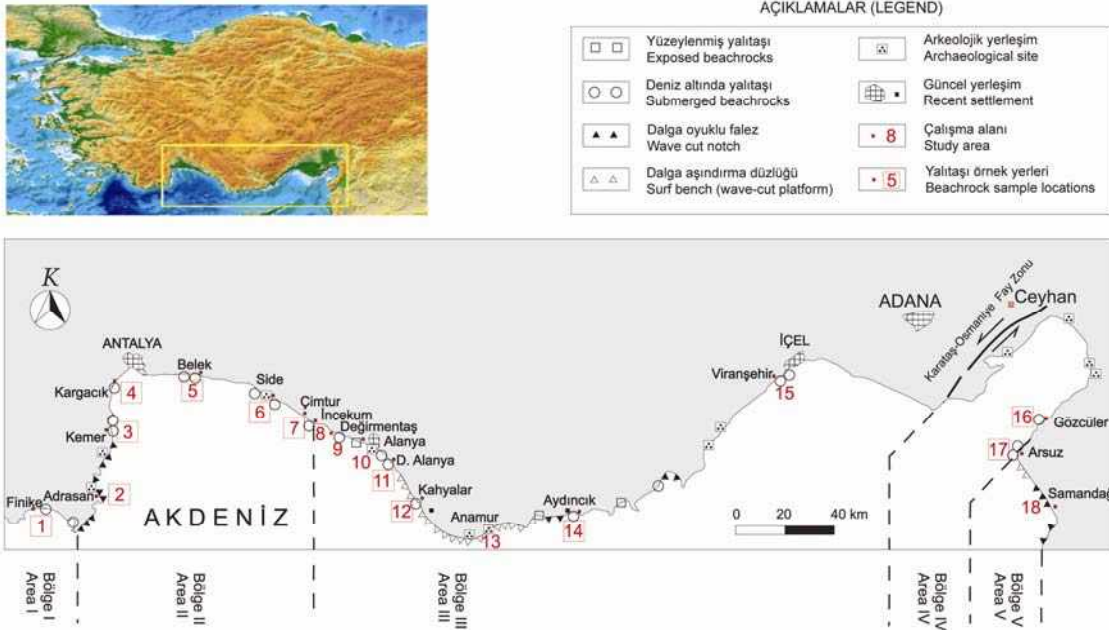 AÇIKLAMALAR (LEGEND)
Yüzeylenmiş yalıtaşı
Exposed beachrocks
Deniz altında yalıtaşı
Submerged beachrocks
Dalga oyuklu falez
Wave cut notch
Dalga aşındırma düzlüğü
Surf bench (wave-cut platform)
Arkeolojik yerleşim
Archaeological site
Güncel yerleşim
Recent settlement
8
Çalışma alanı
Study area
5
Yalıtaşı örnek yerleri
Beachrock sample locations
K
ANTALYA
Kargacık
4
Kemer
3
Finike
Adrasan
2
1
Belek
5
Side
6
Çimtur
7
İncekum
8
Değirmentaş
9
Alanya
10
D. Alanya
11
Kahyalar
12
Anamur
13
Aydıncık
14
AKDENİZ
Viranşehir
İÇEL
15
ADANA
Karataş-Osmaniye Fay Zonu
Ceyhan
16
Gözcüler
17
Arsuz
Samandağ
18
0 20 40 km
Bölge I
Area I
Bölge II
Area II
Bölge III
Area III
Bölge IV
Area IV
Bölge V
Area V